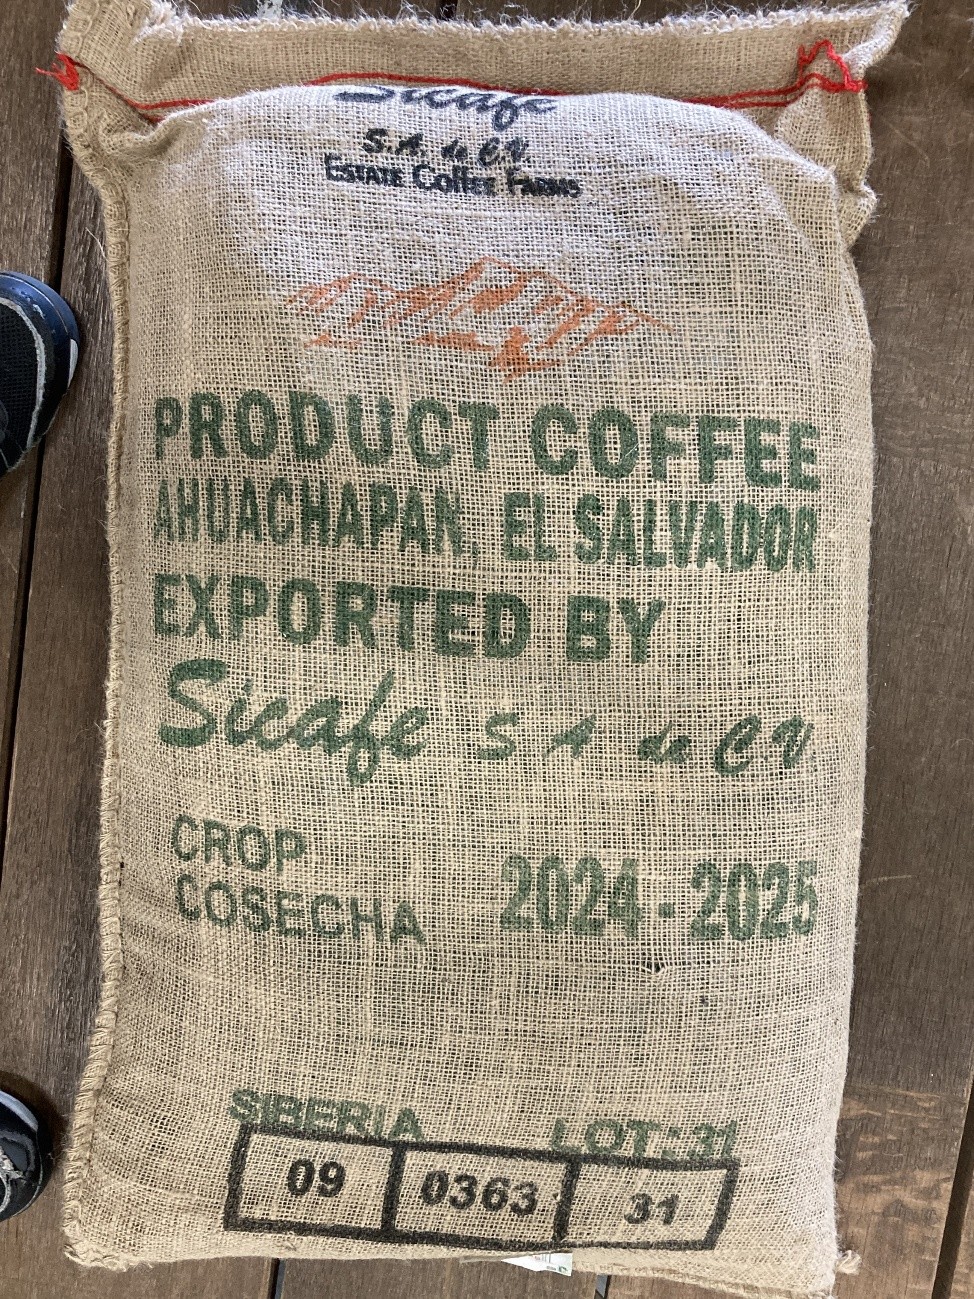 Sicafe
S.A. de C.V.
ESTATE COFFEE FARMS
PRODUCT COFFEE
AHUACHAPAN, EL SALVADOR
EXPORTED BY
Sicafe S A de C.V
CROP
COSECHA 2024-2025
SIBERIA LOT:31
09 0363 31